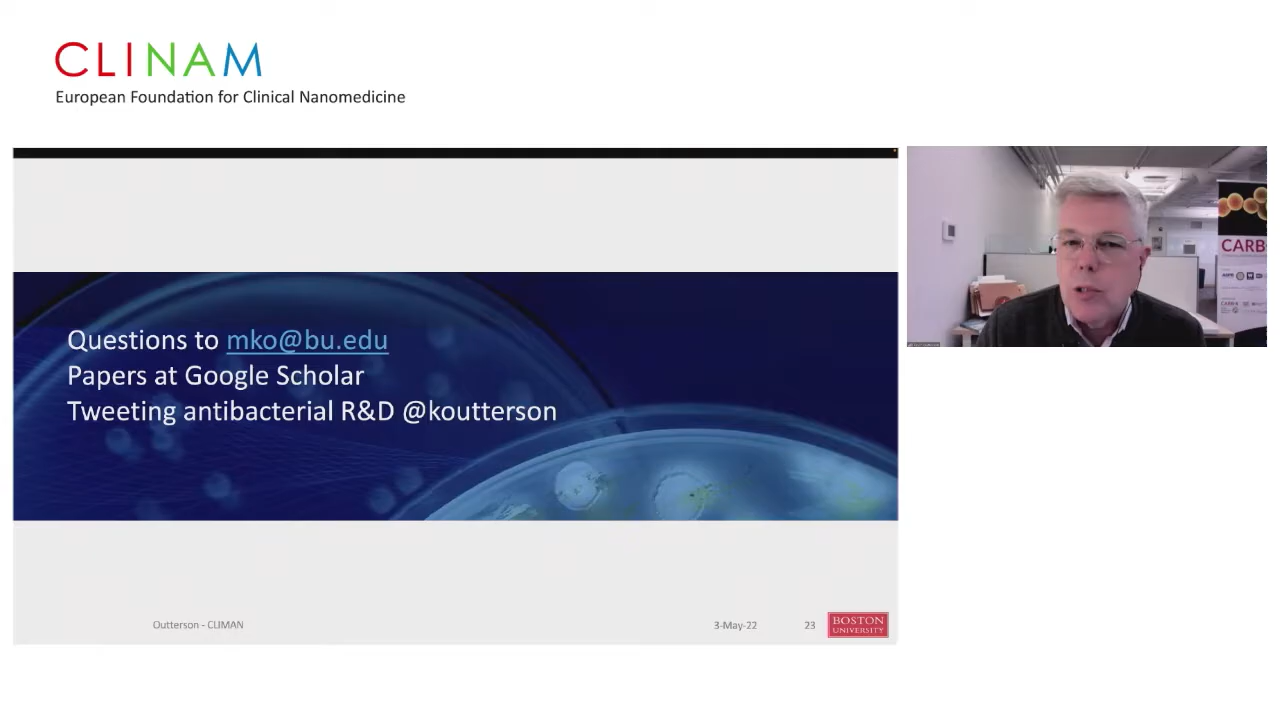 CLINAM
European Foundation for Clinical Nanomedicine
Questions to mko@bu.edu
Papers at Google Scholar
Tweeting antibacterial R&D @koutterson
CARB
Outterson - CLIMAN
3-May-22
23
BOSTON
UNIVERSITY